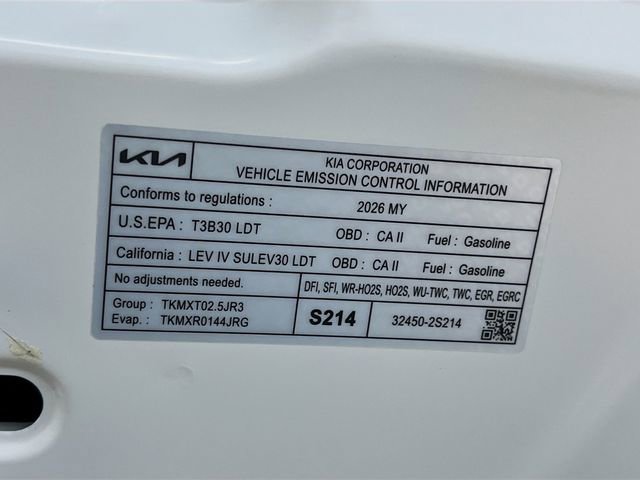 KIA
KIA CORPORATION
VEHICLE EMISSION CONTROL INFORMATION
Conforms to regulations : 2026 MY
U.S.EPA : T3B30 LDT OBD : CA II Fuel : Gasoline
California : LEV IV SULEV30 LDT OBD : CA II Fuel : Gasoline
No adjustments needed. DFI, SFI, WR-HO2S, HO2S, WU-TWC, TWC, EGR, EGRC
Group : TKMXT02.5JR3
Evap. : TKMXR0144JRG
S214 32450-2S214